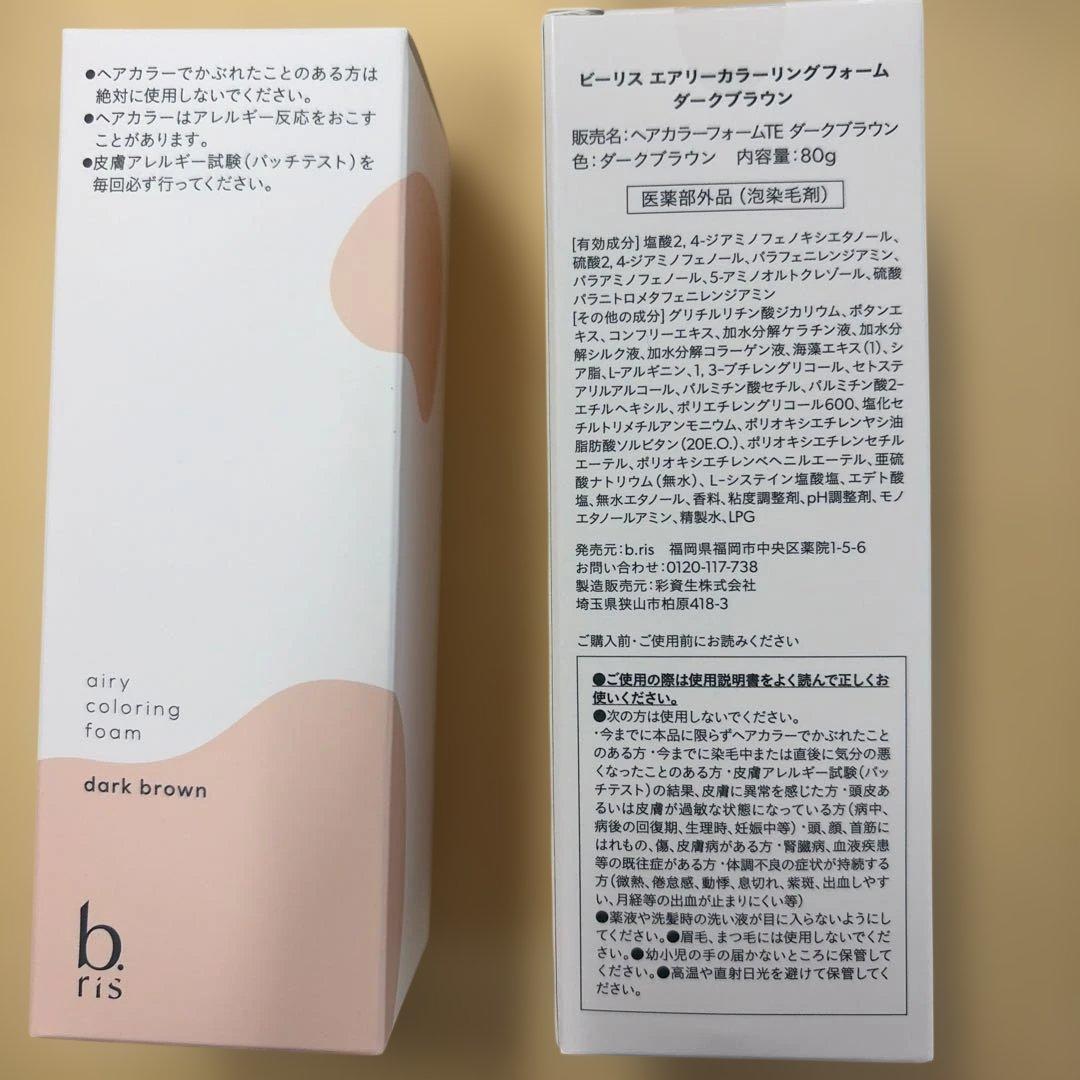 ●ヘアカラーでかぶれたことのある方は
絶対に使用しないでください。
●ヘアカラーはアレルギー反応をおこす
ことがあります。
●皮膚アレルギー試験（パッチテスト）を
毎回必ず行ってください。
airy
coloring
foam
dark brown
b.
ris
ビーリス エアリーカラーリングフォーム
ダークブラウン
販売名：ヘアカラーフォームTE ダークブラウン
色：ダークブラウン　内容量：80g
医薬部外品（泡染毛剤）
[有効成分] 塩酸2, 4-ジアミノフェノキシエタノール、
硫酸2, 4-ジアミノフェノール、パラフェニレンジアミン、
パラアミノフェノール、5-アミノオルトクレゾール、硫酸
パラニトロメタフェニレンジアミン
[その他の成分] グリチルリチン酸ジカリウム、ボタンエ
キス、コンフリーエキス、加水分解ケラチン液、加水分
解シルク液、加水分解コラーゲン液、海藻エキス（1）、シ
ア脂、L-アルギニン、1, 3-ブチレングリコール、セトステ
アリルアルコール、パルミチン酸セチル、パルミチン酸2-
エチルヘキシル、ポリエチレングリコール600、塩化セ
チルトリメチルアンモニウム、ポリオキシエチレンヤシ油
脂肪酸ソルビタン（20E.O.）、ポリオキシエチレンセチル
エーテル、ポリオキシエチレンベヘニルエーテル、亜硫
酸ナトリウム（無水）、L-システイン塩酸塩、エデト酸
塩、無水エタノール、香料、粘度調整剤、pH調整剤、モノ
エタノールアミン、精製水、LPG
発売元：b.ris　福岡県福岡市中央区薬院1-5-6
お問い合わせ：0120-117-738
製造販売元：彩資生株式会社
埼玉県狭山市柏原418-3
ご購入前・ご使用前にお読みください
●ご使用の際は使用説明書をよく読んで正しくお
使いください。
●次の方は使用しないでください。
・今までに本品に限らずヘアカラーでかぶれたこと
のある方・今までに染毛中または直後に気分の悪
くなったことのある方・皮膚アレルギー試験（パッ
チテスト）の結果、皮膚に異常を感じた方・頭皮あ
るいは皮膚が過敏な状態になっている方（病中、
病後の回復期、生理時、妊娠中等）・頭、顔、首筋に
はれもの、傷、皮膚病がある方・腎臓病、血液疾患
等の既往症がある方・体調不良の症状が持続する
方（微熱、倦怠感、動悸、息切れ、紫斑、出血しやす
い、月経等の出血が止まりにくい等）
●薬液や洗髪時の洗い液が目に入らないようにし
てください。●眉毛、まつ毛には使用しないでくだ
さい。●幼小児の手の届かないところに保管して
ください。●高温や直射日光を避けて保管してく
ださい。